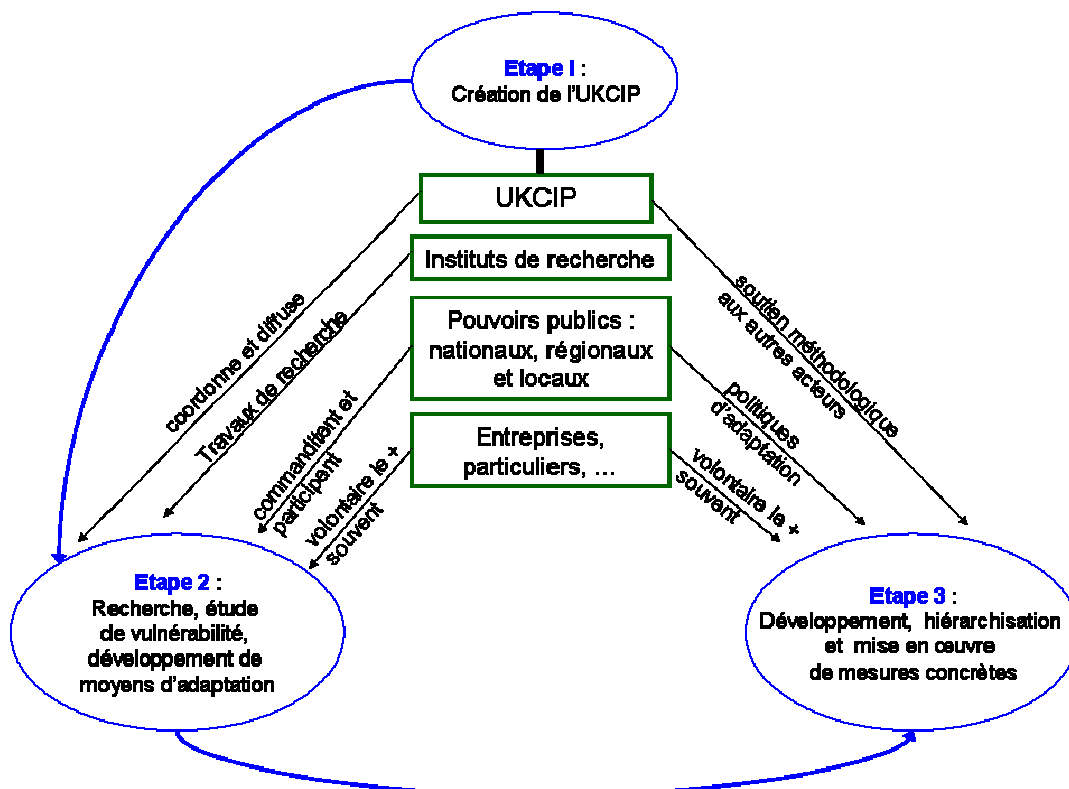 Etape I :
Création de l'UKCIP
UKCIP
Instituts de recherche
Pouvoirs publics :
nationaux, régionaux
et locaux
Entreprises,
particuliers, ...
coordonne et diffuse
Travaux de recherche
commanditent et
participent
volontaire le +
souvent
soutien méthodologique
aux autres acteurs
politiques
d'adaptation
volontaire le +
souvent
Etape 2 :
Recherche, étude
de vulnérabilité,
développement de
moyens d'adaptation
Etape 3 :
Développement, hiérarchisation
et mise en œuvre
de mesures concrètes